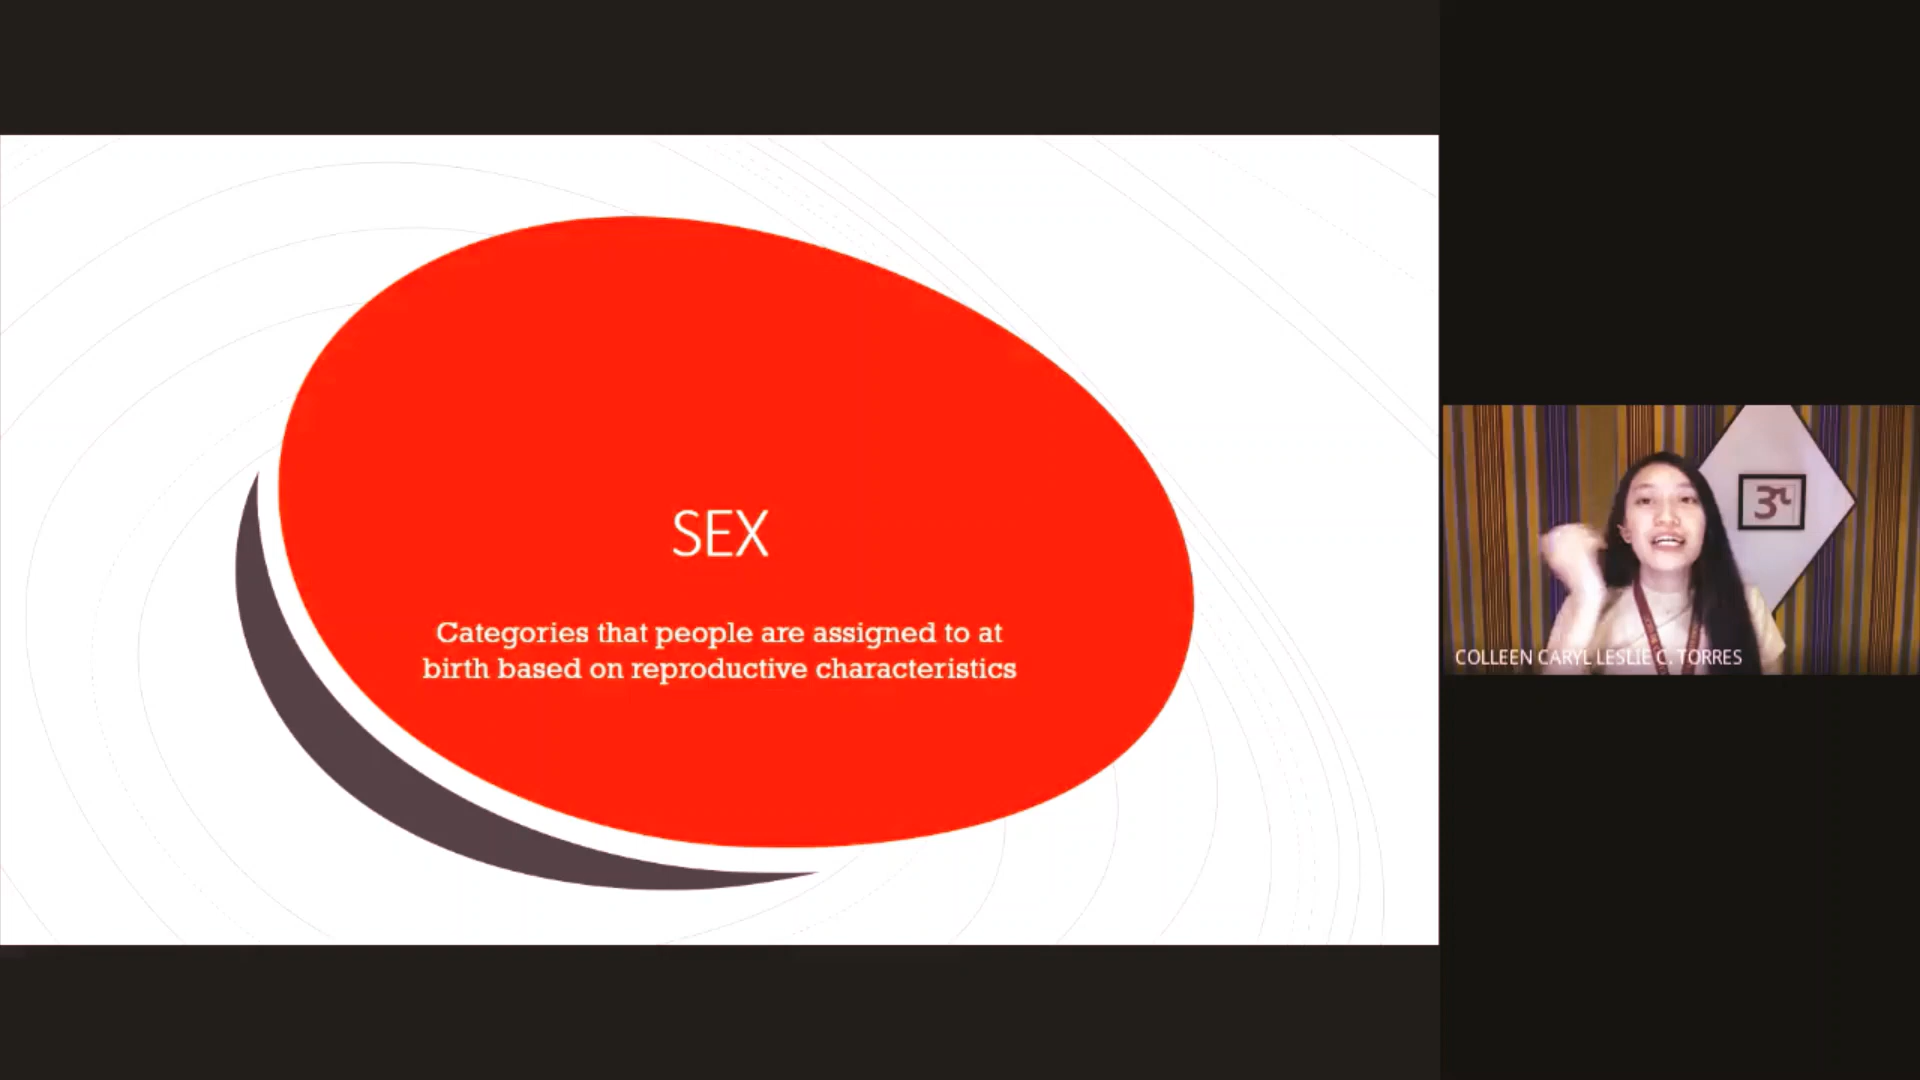 SEX
Categories that people are assigned to at
birth based on reproductive characteristics
COLLEEN CARYL LESLIE C. TORRES